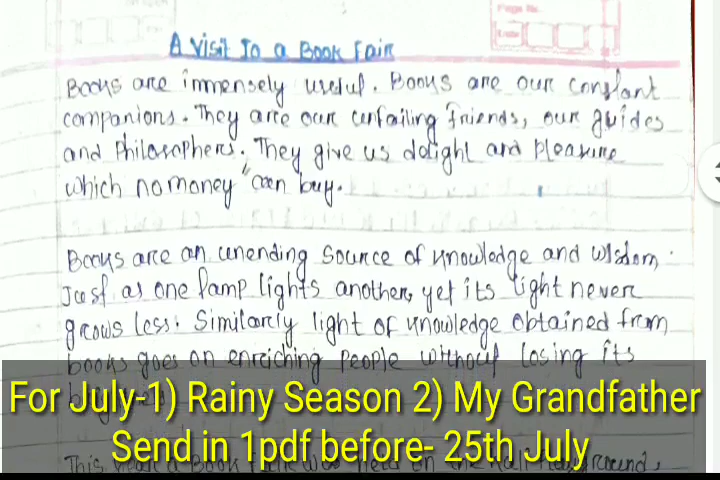 A Visit To a Book Fair
Books are immensely useful. Books are our constant
companions. They are our unfailing friends, our guides
and Philosophers. They give us delight and Pleasure
which no money can buy.
Books are an unending source of knowledge and wisdom.
Just as one lamp lights another, yet its light never
grows less. Similarly light of knowledge obtained from
books goes on enriching people without losing its
For July-1) Rainy Season 2) My Grandfather
Send in 1pdf before- 25th July
This year a Book